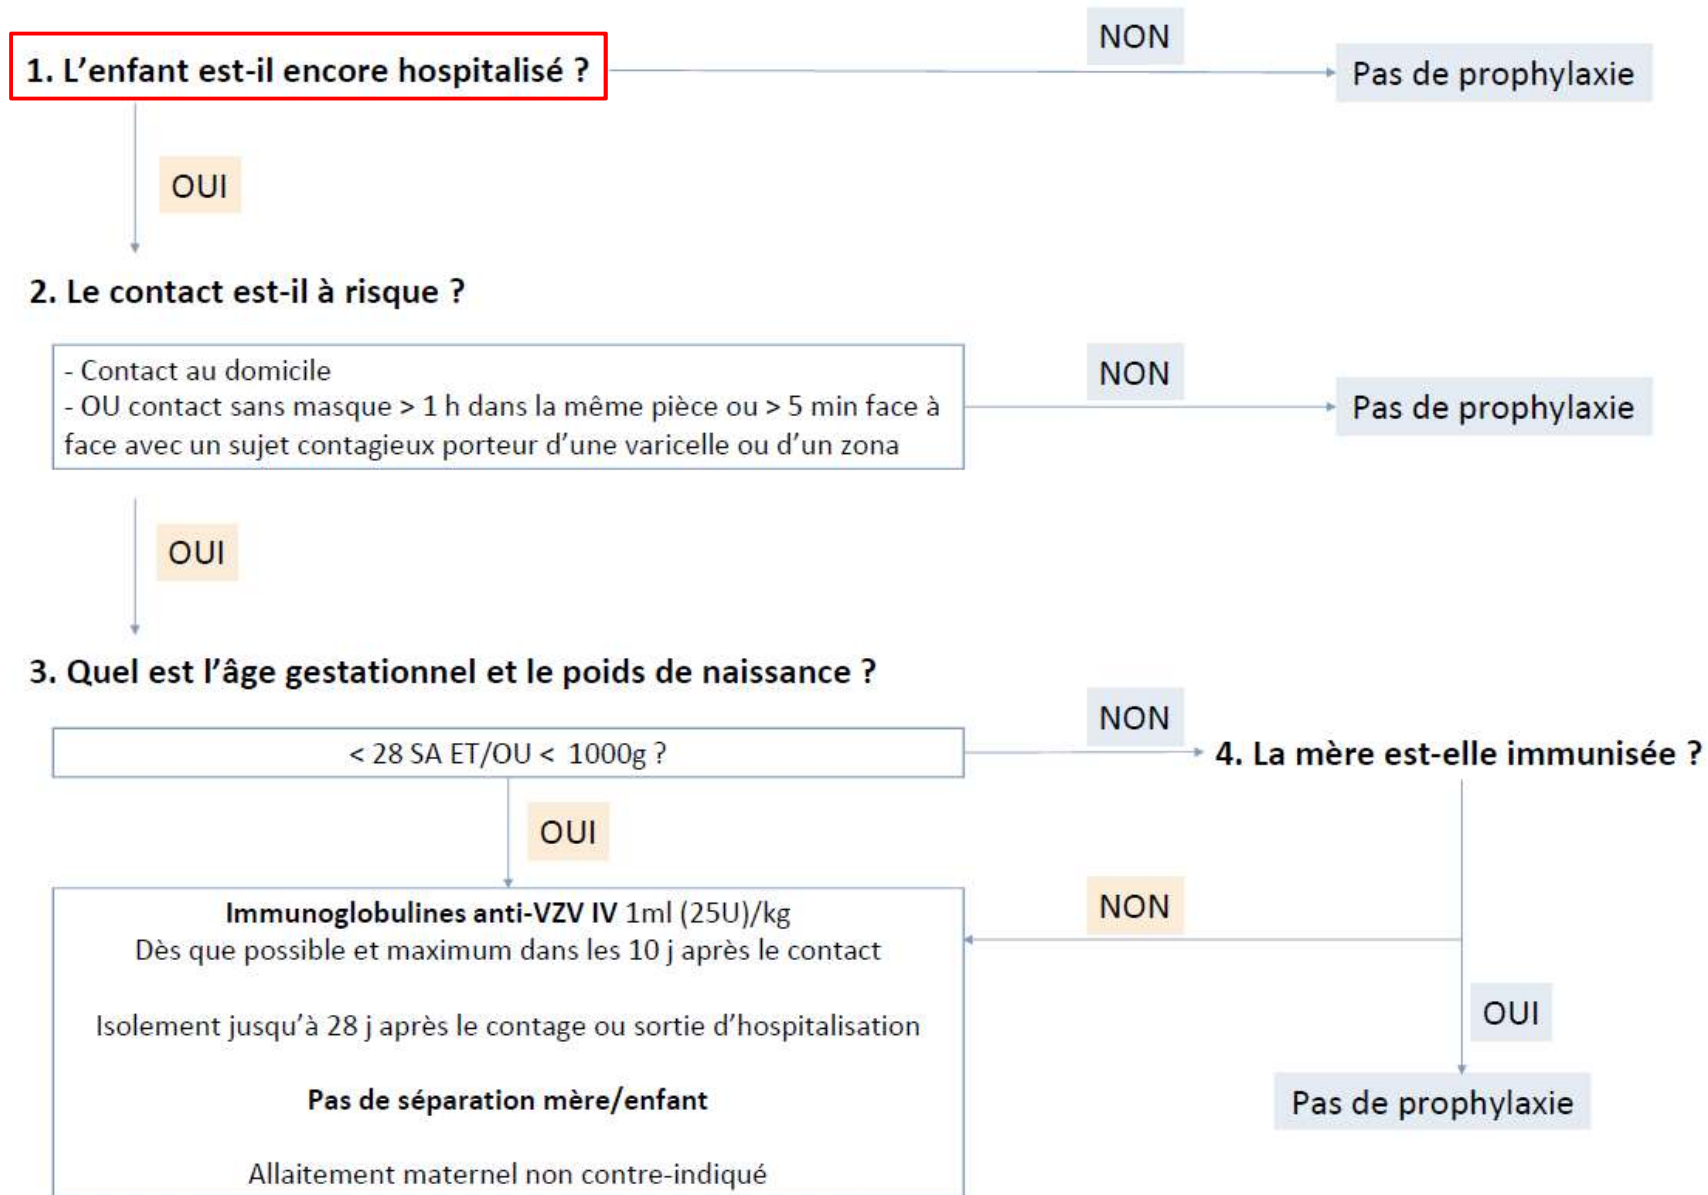 1. L'enfant est-il encore hospitalisé ?
NON
Pas de prophylaxie
OUI
2. Le contact est-il à risque ?
- Contact au domicile
- OU contact sans masque > 1 h dans la même pièce ou > 5 min face à
face avec un sujet contagieux porteur d'une varicelle ou d'un zona
NON
Pas de prophylaxie
OUI
3. Quel est l'âge gestationnel et le poids de naissance ?
< 28 SA ET/OU < 1000g ?
NON
4. La mère est-elle immunisée ?
OUI
Immunoglobulines anti-VZV IV 1ml (25U)/kg
Dès que possible et maximum dans les 10 j après le contact
Isolement jusqu'à 28 j après le contage ou sortie d'hospitalisation
Pas de séparation mère/enfant
Allaitement maternel non contre-indiqué
NON
OUI
Pas de prophylaxie